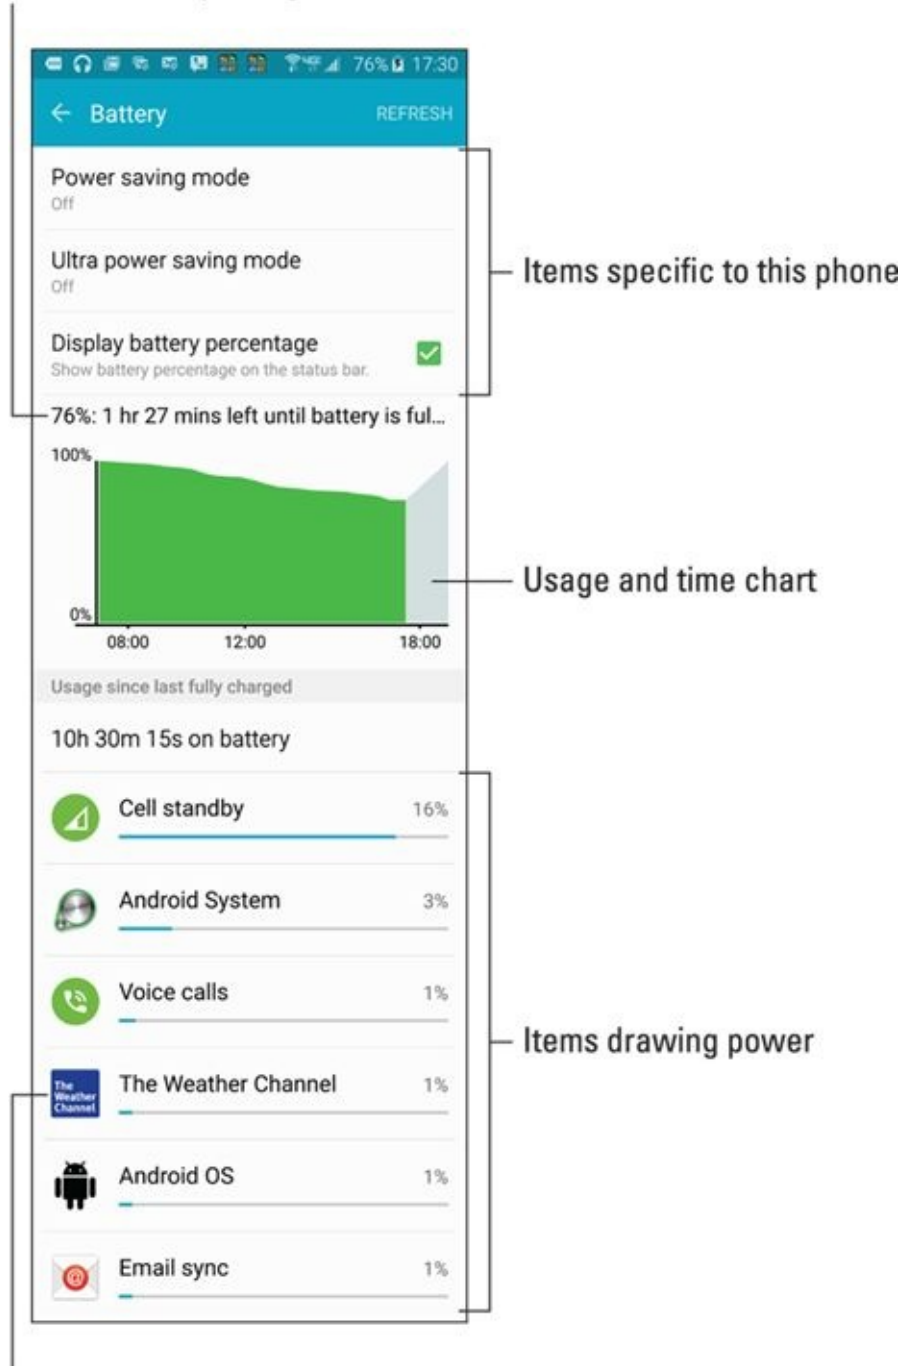 76% 17:30
Battery
REFRESH
Power saving mode
Off
Items specific to this phone
Ultra power saving mode
Off
Display battery percentage
Show battery percentage on the status bar.
76%: 1 hr 27 mins left until battery is ful...
100%
Usage and time chart
0%
08:00 12:00 18:00
Usage since last fully charged
10h 30m 15s on battery
Cell standby 16%
Android System 3%
Voice calls 1%
Items drawing power
The Weather Channel
The Weather Channel 1%
Android OS 1%
Email sync 1%